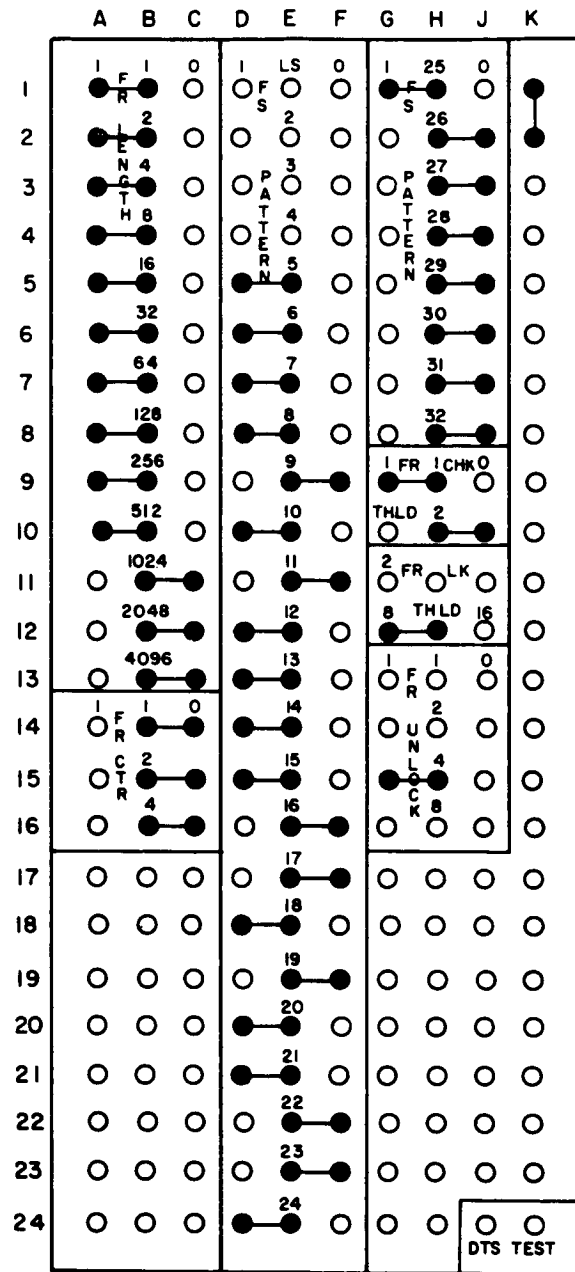 A B C D E F G H J K
1 1 1 0 1 LS 0 1 25 0
2 2 2 26
3 4 3 27
4 8 4 28
5 16 5 29
6 32 6 30
7 64 7 31
8 128 8 32
9 256 9 1 FR 1 CHK 0
10 512 10 THLD 2
11 1024 11 2 FR LK
12 2048 12 8 THLD 16
13 4096 13 1 1 0
14 1 1 0 14 2
15 2 15 4
16 4 16 8
17 17
18 18
19 19
20 20
21 21
22 22
23 23
24 24
FR LENGTH
FR CTR
FS PATTERN
FS PATTERN
FR UNLOCK
DTS TEST